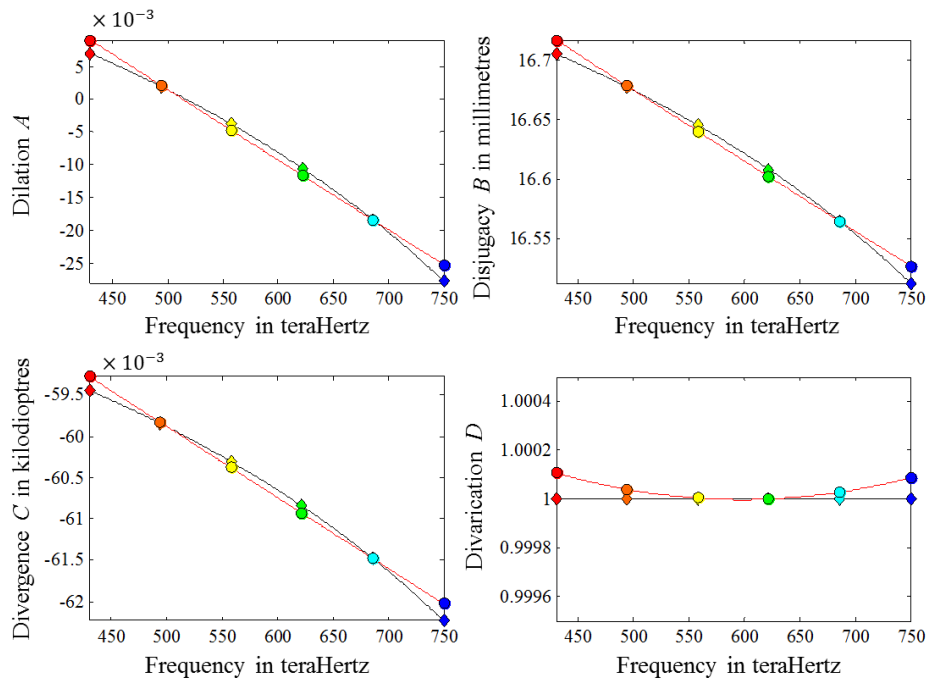 × 10⁻³
5
0
-5
-10
-15
-20
-25
450 500 550 600 650 700 750
Dilation A
Frequency in teraHertz
16.7
16.65
16.6
16.55
450 500 550 600 650 700 750
Disjugacy B in millimetres
Frequency in teraHertz
× 10⁻³
-59.5
-60
-60.5
-61
-61.5
-62
450 500 550 600 650 700 750
Divergence C in kilodioptres
Frequency in teraHertz
1.0004
1.0002
1
0.9998
0.9996
450 500 550 600 650 700 750
Divarication D
Frequency in teraHertz